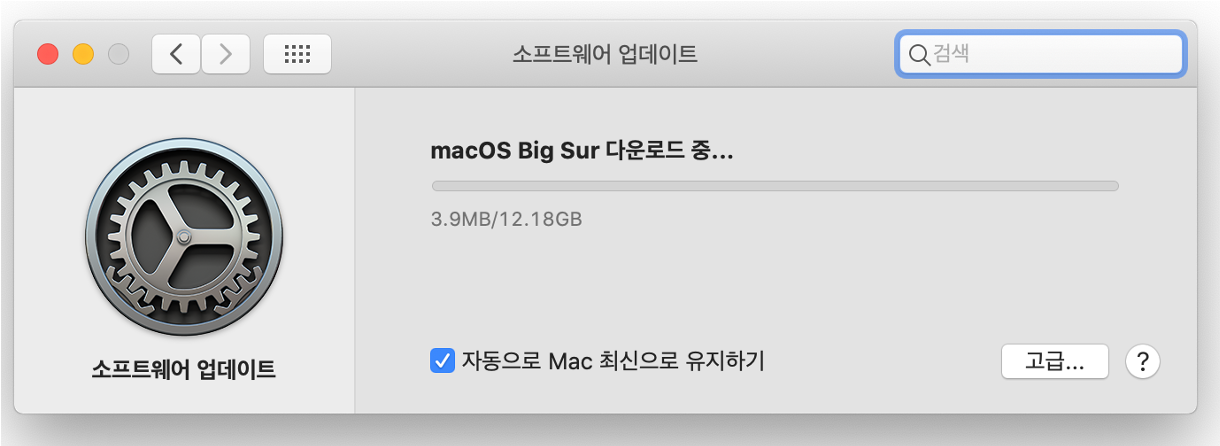 소프트웨어 업데이트
검색
macOS Big Sur 다운로드 중...
3.9MB/12.18GB
소프트웨어 업데이트
자동으로 Mac 최신으로 유지하기
고급...
?